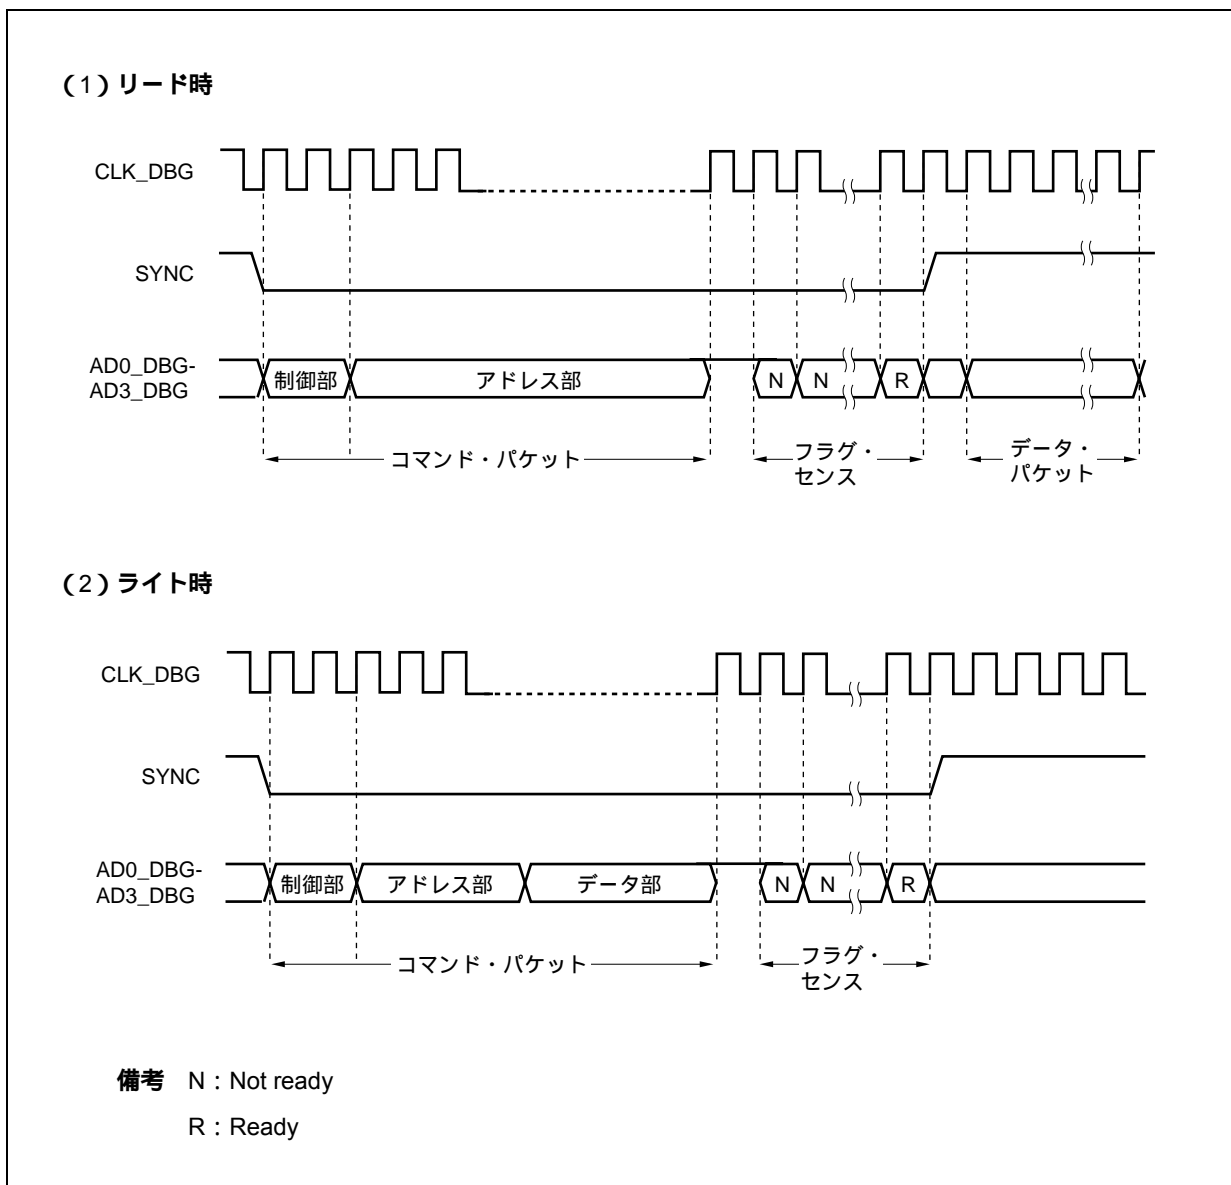 (1)リード時
CLK_DBG
SYNC
AD0_DBG-
AD3_DBG
制御部
アドレス部
N
N
R
コマンド・パケット
フラグ・
センス
データ・
パケット
(2)ライト時
CLK_DBG
SYNC
AD0_DBG-
AD3_DBG
制御部
アドレス部
データ部
N
N
R
コマンド・パケット
フラグ・
センス
備考 N:Not ready
R:Ready